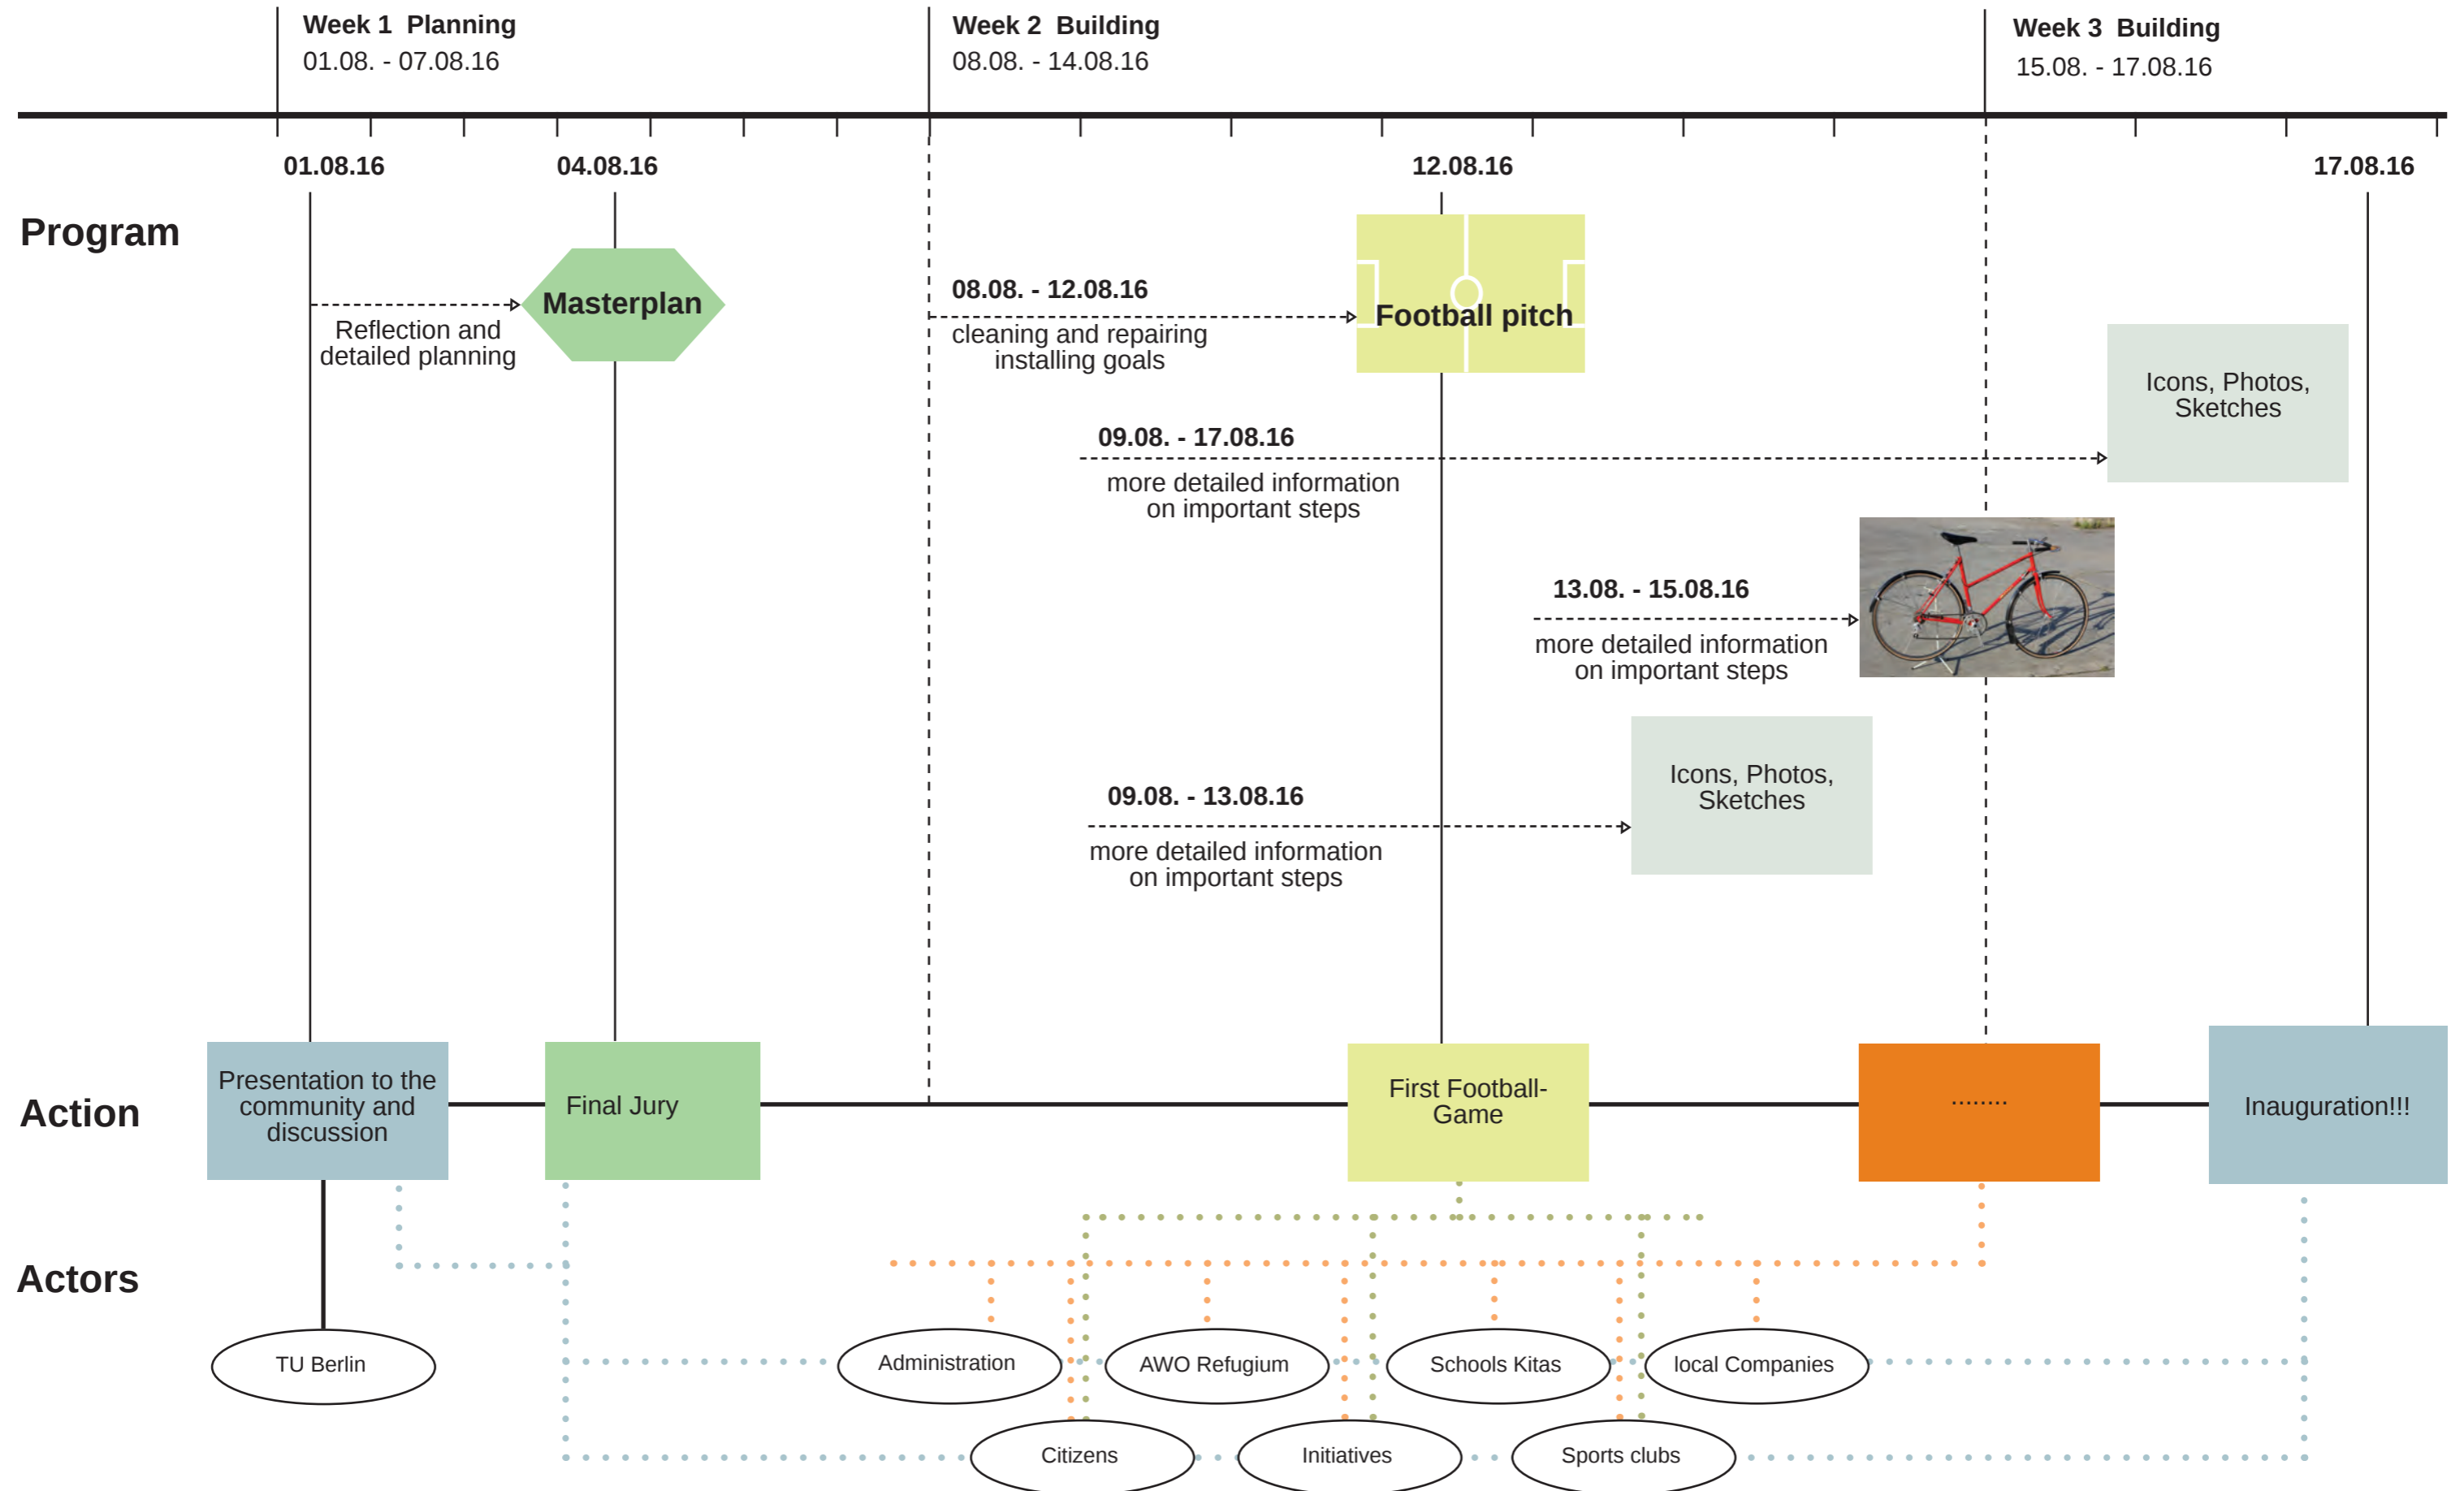 Week 1  Planning
01.08. - 07.08.16
Week 2  Building
08.08. - 14.08.16
Week 3  Building
15.08. - 17.08.16
01.08.16
04.08.16
12.08.16
17.08.16
Program
Masterplan
Reflection and
detailed planning
08.08. - 12.08.16
cleaning and repairing
installing goals
Football pitch
Icons, Photos,
Sketches
09.08. - 17.08.16
more detailed information
on important steps
13.08. - 15.08.16
more detailed information
on important steps
Icons, Photos,
Sketches
09.08. - 13.08.16
more detailed information
on important steps
Action
Presentation to the
community and
discussion
Final Jury
First Football-
Game
........
Inauguration!!!
Actors
TU Berlin
Administration
AWO Refugium
Schools Kitas
local Companies
Citizens
Initiatives
Sports clubs